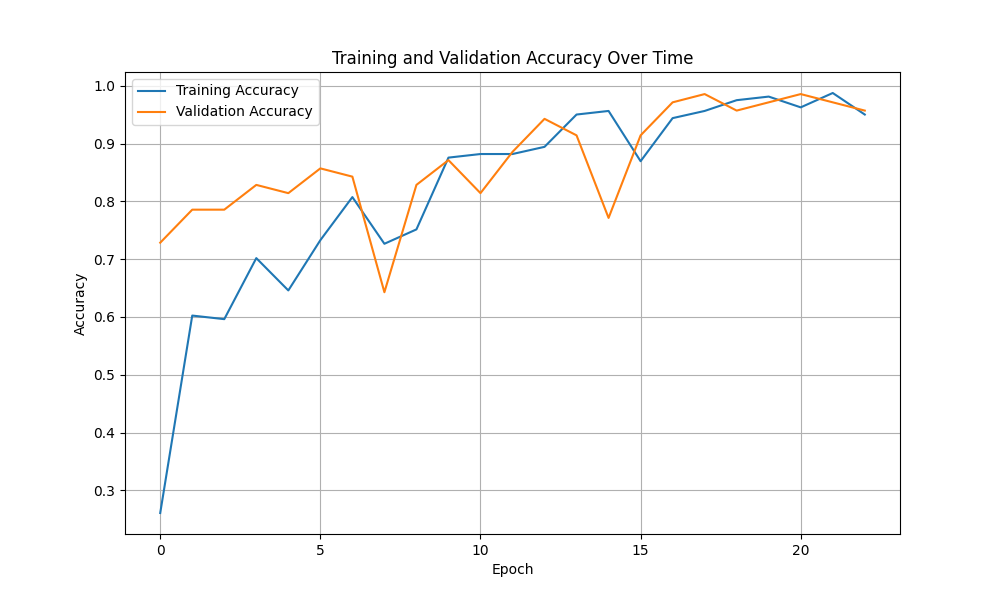 Training and Validation Accuracy Over Time
Training Accuracy
Validation Accuracy
Accuracy
1.0
0.9
0.8
0.7
0.6
0.5
0.4
0.3
0 5 10 15 20
Epoch